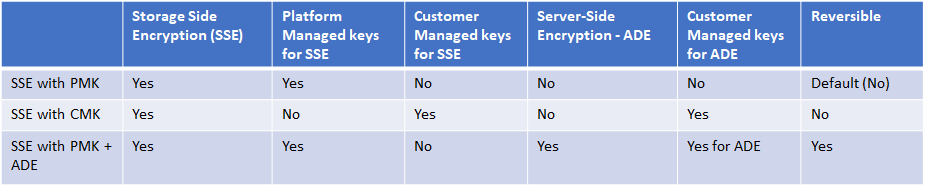 Storage Side Encryption (SSE) Platform Managed keys for SSE Customer Managed keys for SSE Server-Side Encryption - ADE Customer Managed keys for ADE Reversible
SSE with PMK Yes Yes No No No Default (No)
SSE with CMK Yes No Yes No Yes No
SSE with PMK + ADE Yes Yes No Yes Yes for ADE Yes